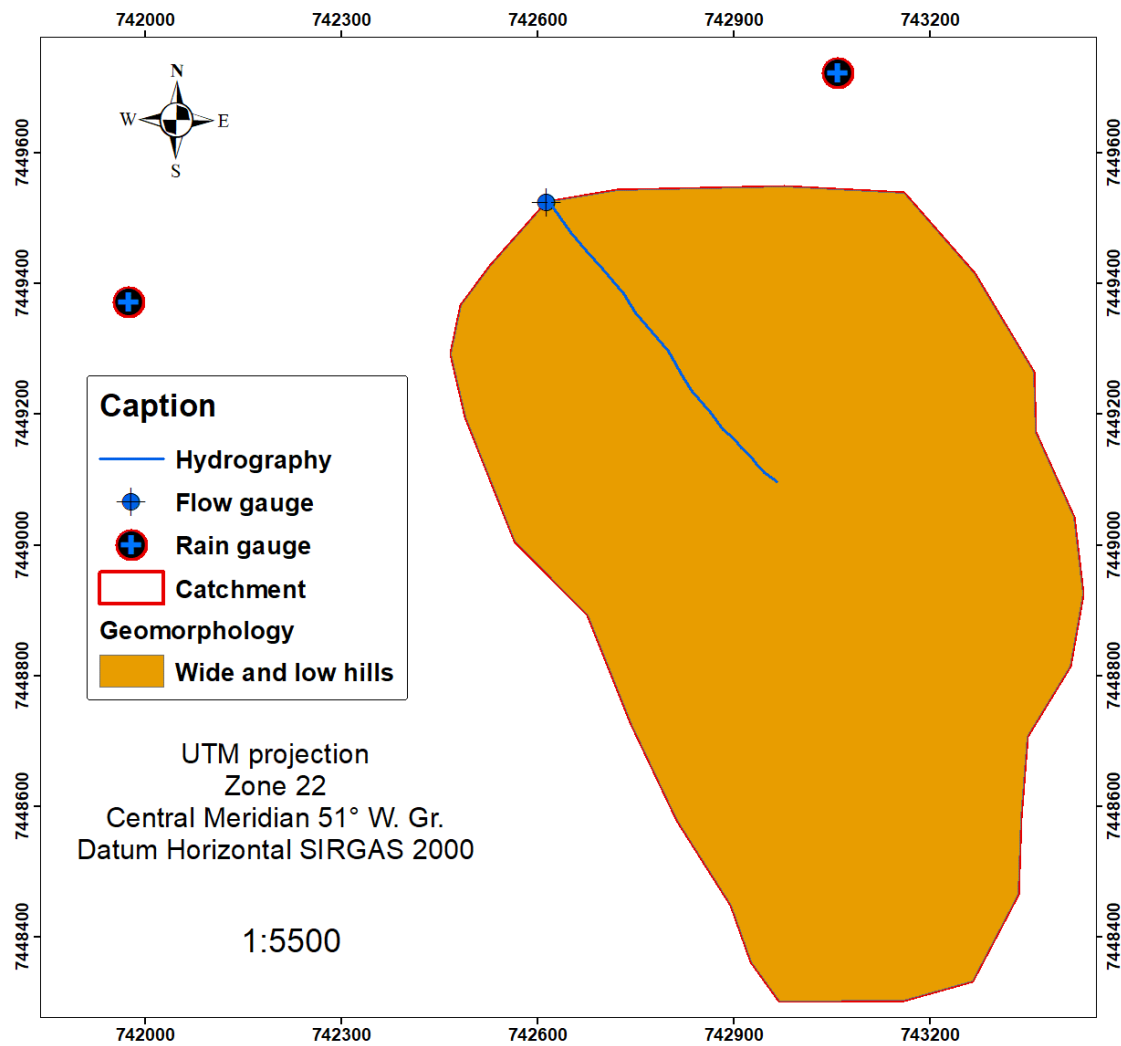 742000 742300 742600 742900 743200
N
W E
S
7449600 7449600
7449400 7449400
7449200 7449200
7449000 7449000
7448800 7448800
7448600 7448600
7448400 7448400
Caption
Hydrography
Flow gauge
Rain gauge
Catchment
Geomorphology
Wide and low hills
UTM projection
Zone 22
Central Meridian 51° W. Gr.
Datum Horizontal SIRGAS 2000
1:5500
742000 742300 742600 742900 743200